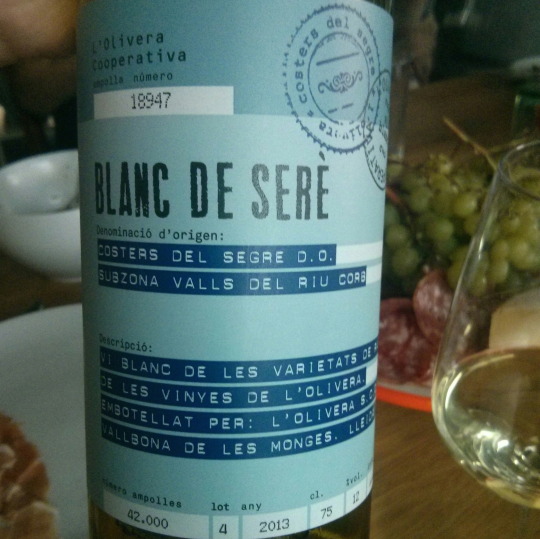 L'Olivera
Cooperativa
ampolla número
18947
costers del segre
l'olivera
BLANC DE SERÈ
Denominació d'origen:
COSTERS DEL SEGRE D.O.
SUBZONA VALLS DEL RIU CORB
Descripció:
VI BLANC DE LES VARIETATS DE
DE LES VINYES DE L'OLIVERA.
EMBOTELLAT PER: L'OLIVERA
VALLBONA DE LES MONGES.
número ampolles lot any cl.
42.000 4 2013 75 12